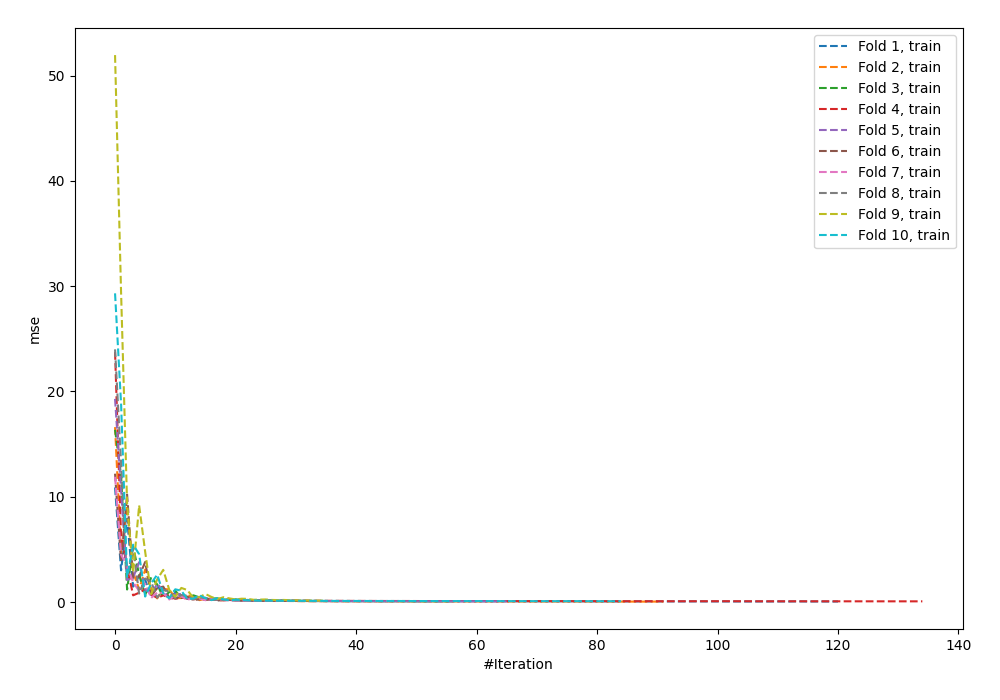 Fold 1, train
Fold 2, train
Fold 3, train
Fold 4, train
Fold 5, train
Fold 6, train
Fold 7, train
Fold 8, train
Fold 9, train
Fold 10, train
50
40
30
20
10
0
mse
0 20 40 60 80 100 120 140
#Iteration